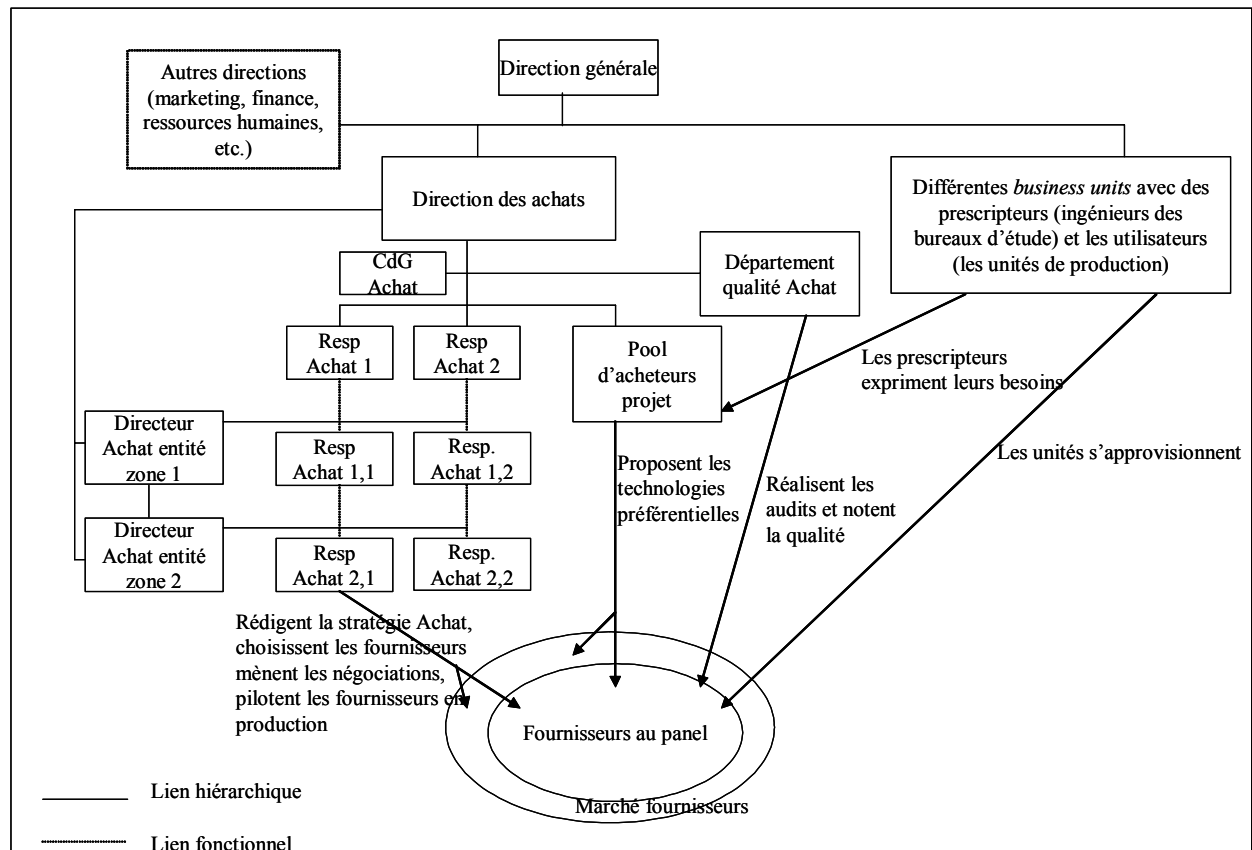 Direction générale
Autres directions
(marketing, finance,
ressources humaines,
etc.)
Direction des achats
Différentes business units avec des
prescripteurs (ingénieurs des
bureaux d'étude) et les utilisateurs
(les unités de production)
CdG
Achat
Département
qualité Achat
Resp
Achat 1
Resp
Achat 2
Pool
d'acheteurs
projet
Les prescripteurs
expriment leurs besoins
Directeur
Achat entité
zone 1
Resp
Achat 1,1
Resp.
Achat 1,2
Proposent les
technologies
préférentielles
Réalisent les
audits et notent
la qualité
Les unités s'approvisionnent
Directeur
Achat entité
zone 2
Resp
Achat 2,1
Resp.
Achat 2,2
Rédigent la stratégie Achat,
choisissent les fournisseurs
mènent les négociations,
pilotent les fournisseurs en
production
Fournisseurs au panel
Marché fournisseurs
Lien hiérarchique
Lien fonctionnel